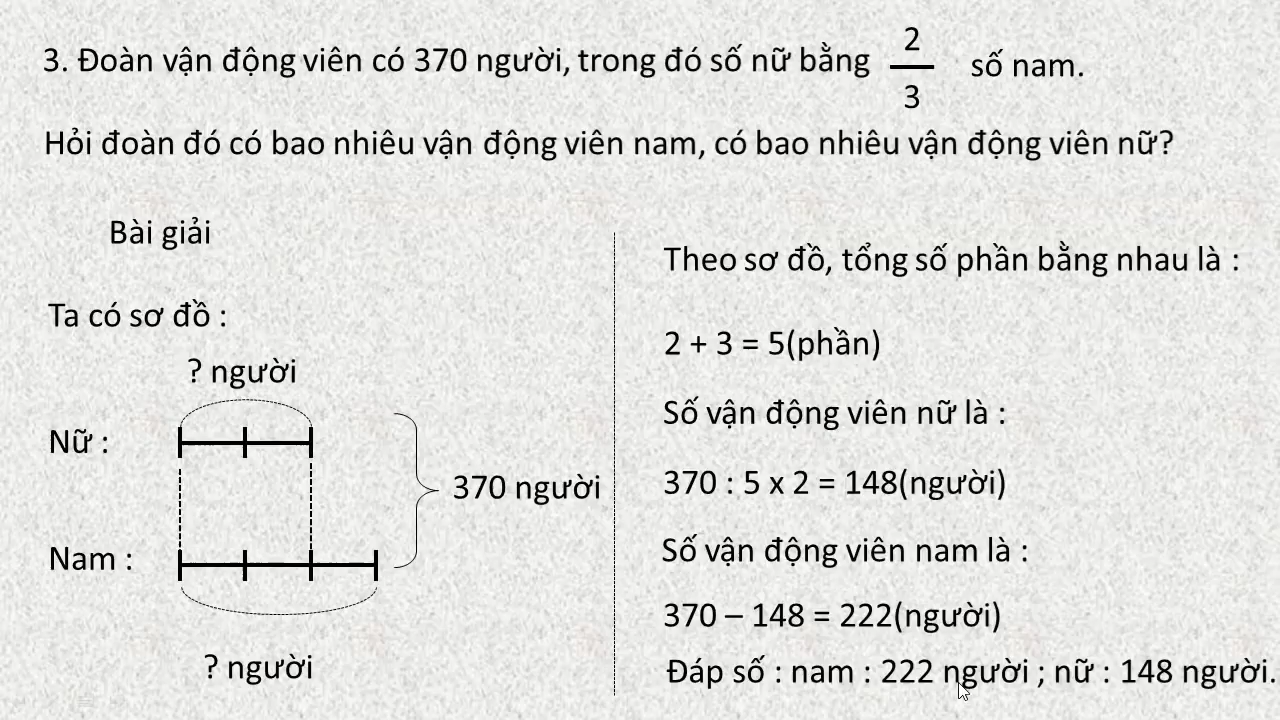 3. Đoàn vận động viên có 370 người, trong đó số nữ bằng 2/3 số nam.
Hỏi đoàn đó có bao nhiêu vận động viên nam, có bao nhiêu vận động viên nữ?
Bài giải
Ta có sơ đồ :
? người
Nữ :
370 người
Nam :
? người
Theo sơ đồ, tổng số phần bằng nhau là :
2 + 3 = 5(phần)
Số vận động viên nữ là :
370 : 5 x 2 = 148(người)
Số vận động viên nam là :
370 – 148 = 222(người)
Đáp số : nam : 222 người ; nữ : 148 người.